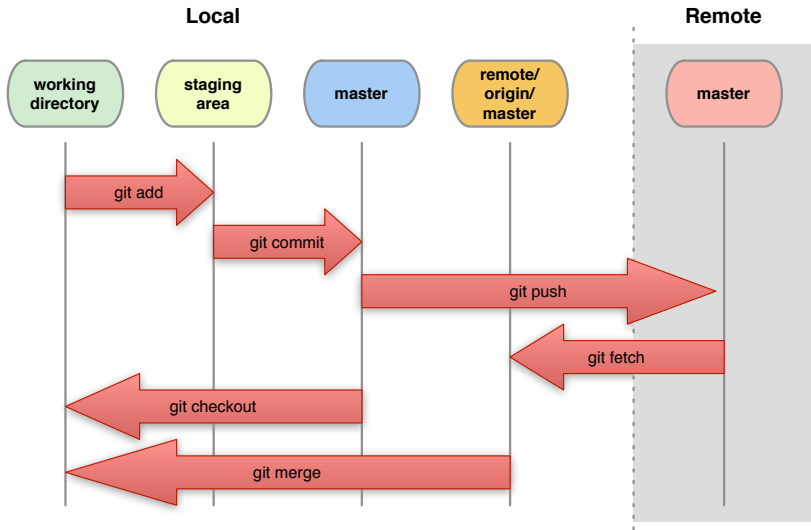 Local
Remote
working
directory
staging
area
master
remote/
origin/
master
master
git add
git commit
git push
git fetch
git checkout
git merge